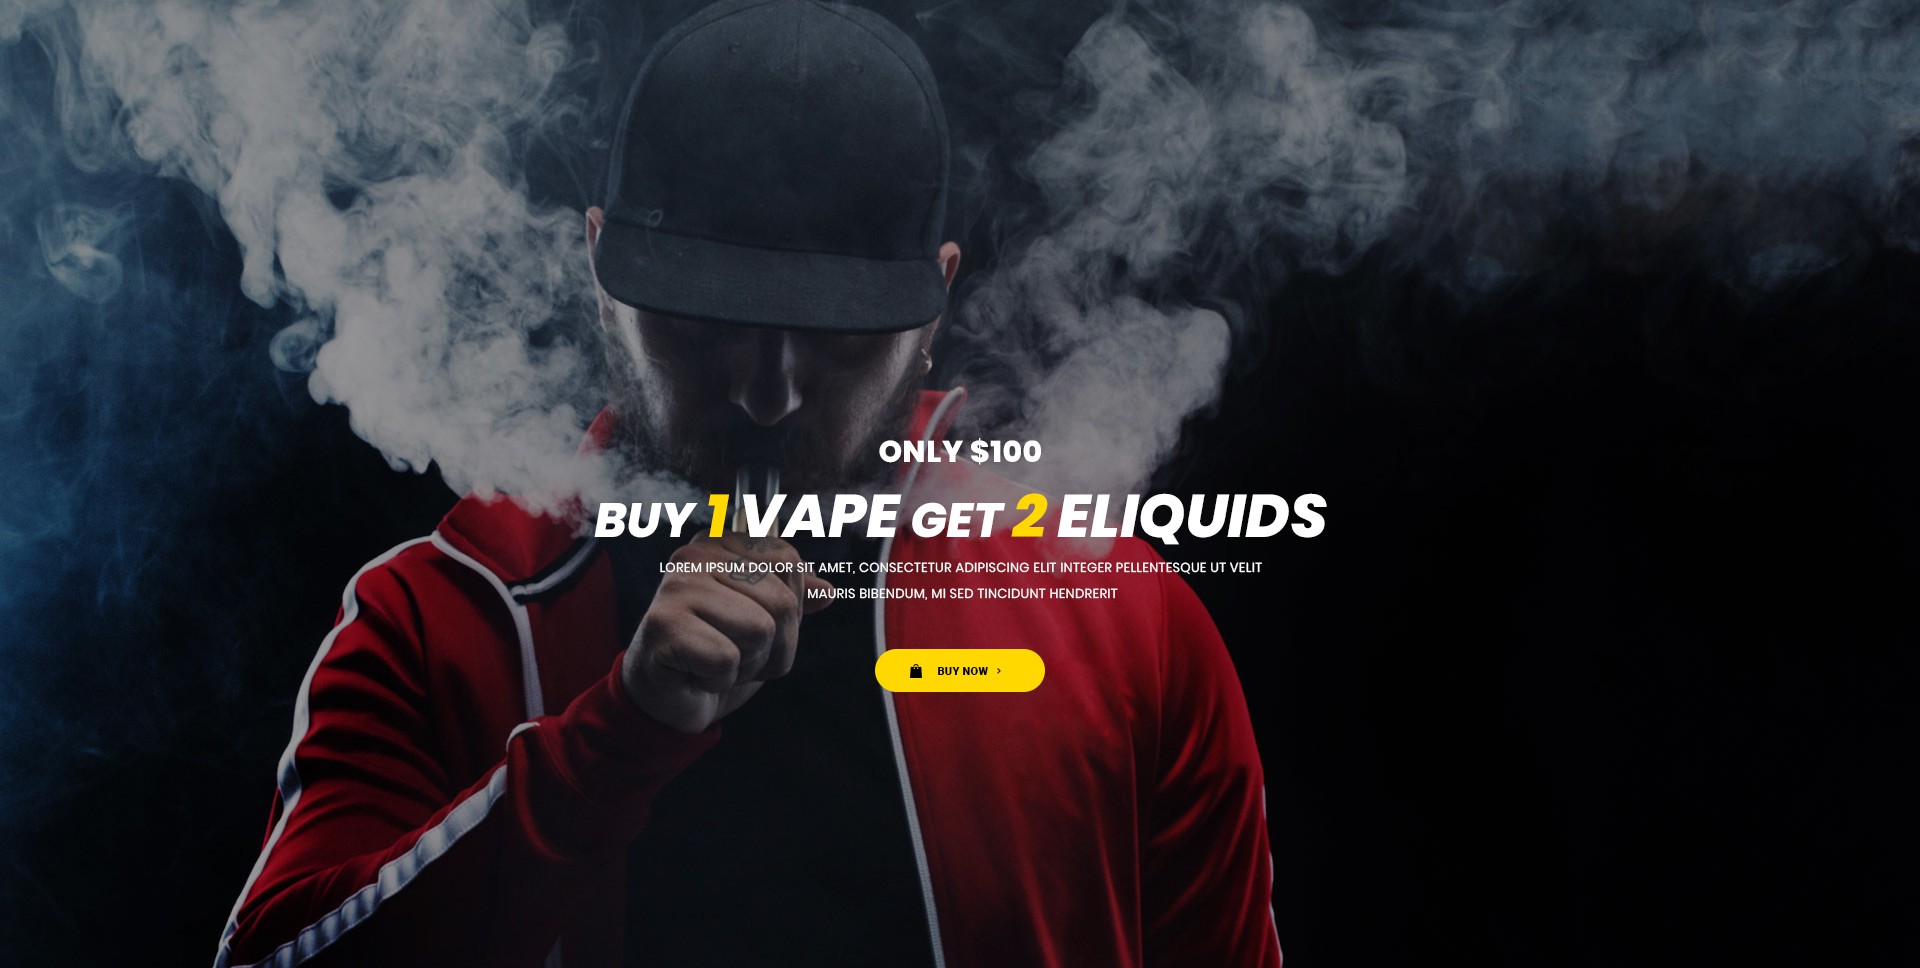 ONLY $100
BUY 1 VAPE GET 2 ELIQUIDS
LOREM IPSUM DOLOR SIT AMET, CONSECTETUR ADIPISCING ELIT INTEGER PELLENTESQUE UT VELIT
MAURIS BIBENDUM, MI SED TINCIDUNT HENDRERIT
BUY NOW >